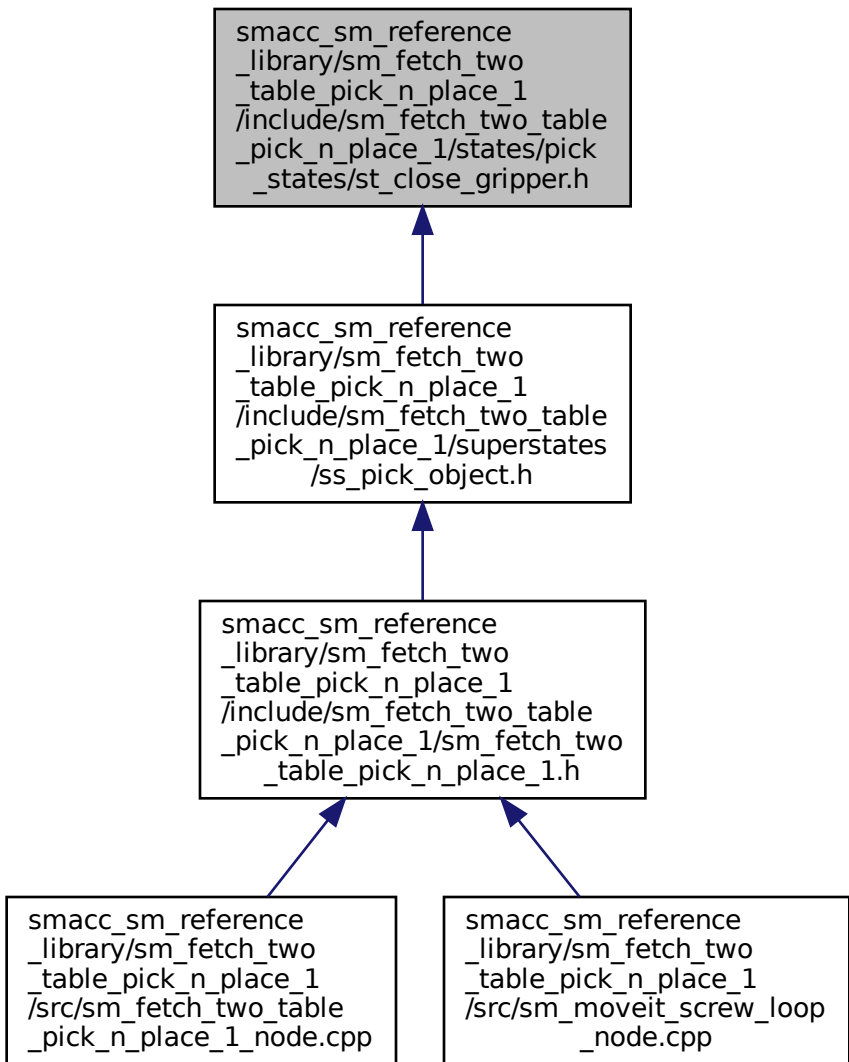 smacc_sm_reference
_library/sm_fetch_two
_table_pick_n_place_1
/include/sm_fetch_two_table
_pick_n_place_1/states/pick
_states/st_close_gripper.h
smacc_sm_reference
_library/sm_fetch_two
_table_pick_n_place_1
/include/sm_fetch_two_table
_pick_n_place_1/superstates
/ss_pick_object.h
smacc_sm_reference
_library/sm_fetch_two
_table_pick_n_place_1
/include/sm_fetch_two_table
_pick_n_place_1/sm_fetch_two
_table_pick_n_place_1.h
smacc_sm_reference
_library/sm_fetch_two
_table_pick_n_place_1
/src/sm_fetch_two_table
_pick_n_place_1_node.cpp
smacc_sm_reference
_library/sm_fetch_two
_table_pick_n_place_1
/src/sm_moveit_screw_loop
_node.cpp